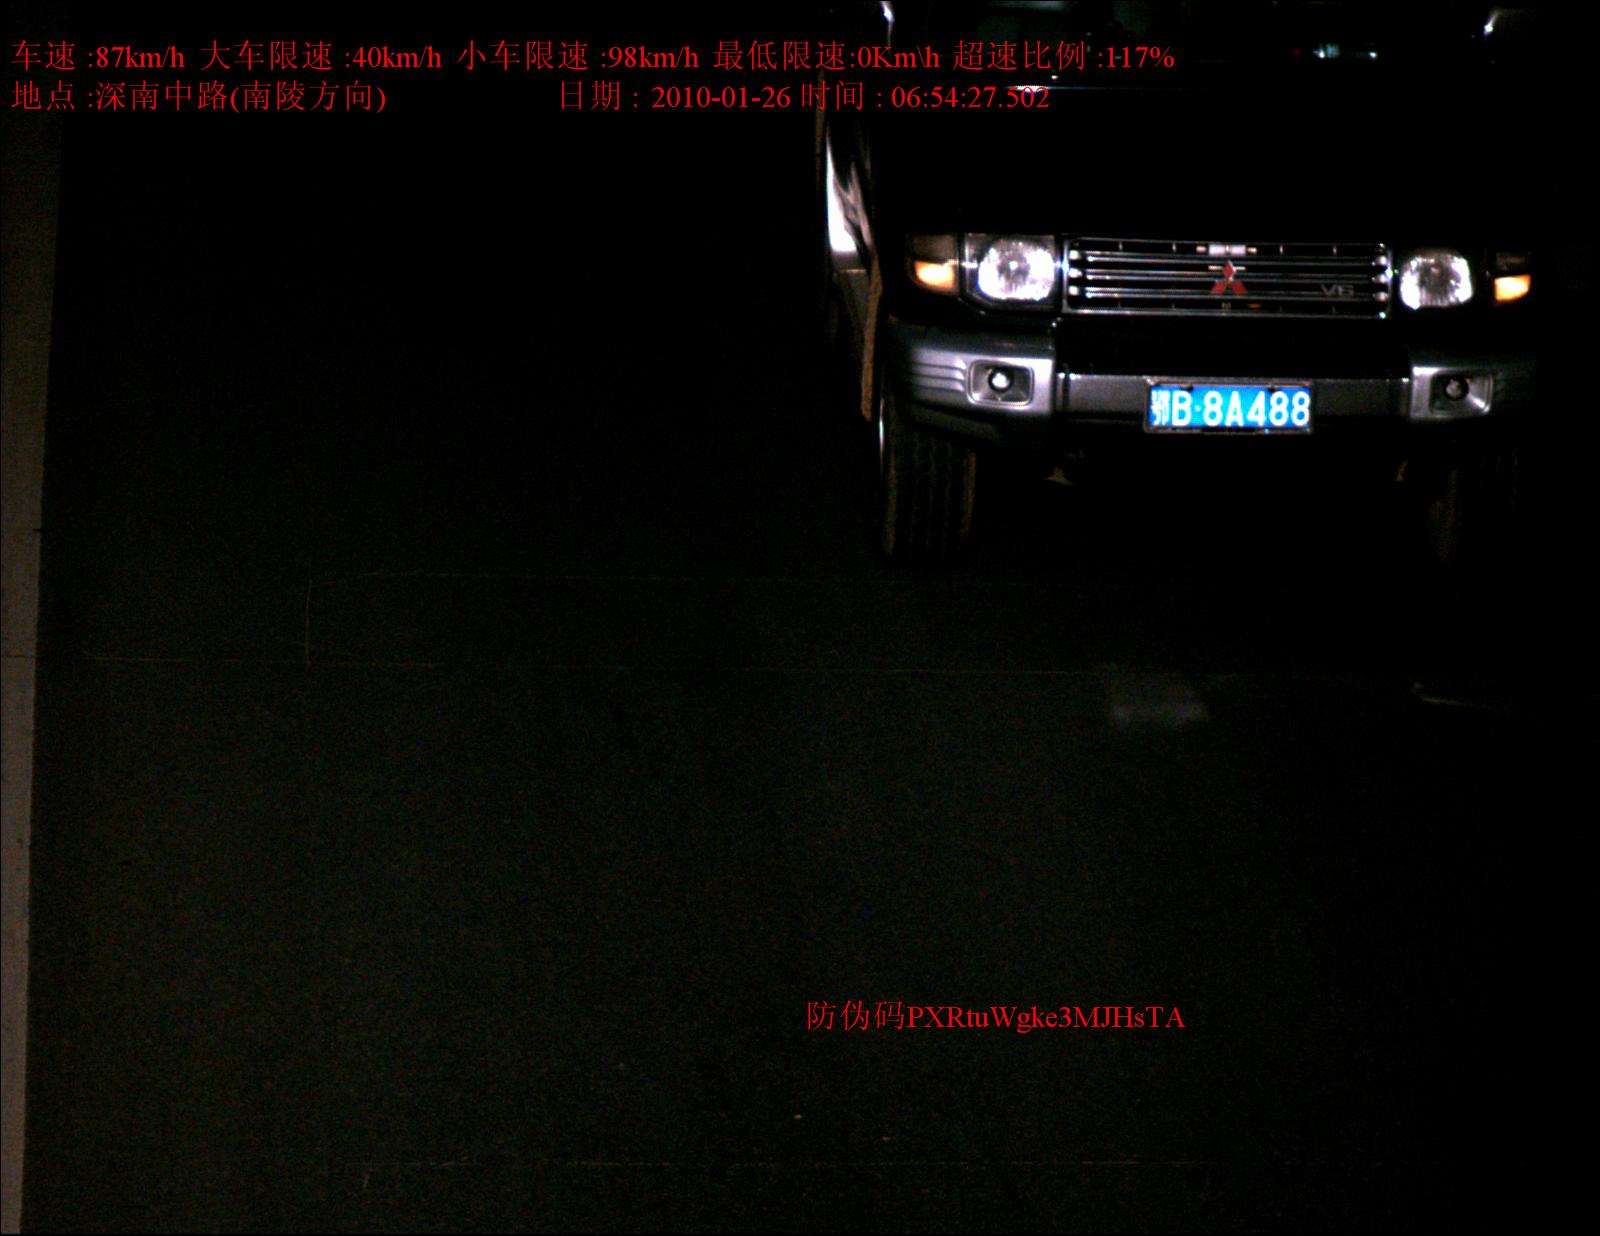 车速 :87km/h 大车限速 :40km/h 小车限速 :98km/h 最低限速:0Km\h 超速比例 :117%
地点 :深南中路(南陵方向) 日期 : 2010-01-26 时间 : 06:54:27.502
V6
鄂B·8A488
防伪码PXRtuWgke3MJHsTA